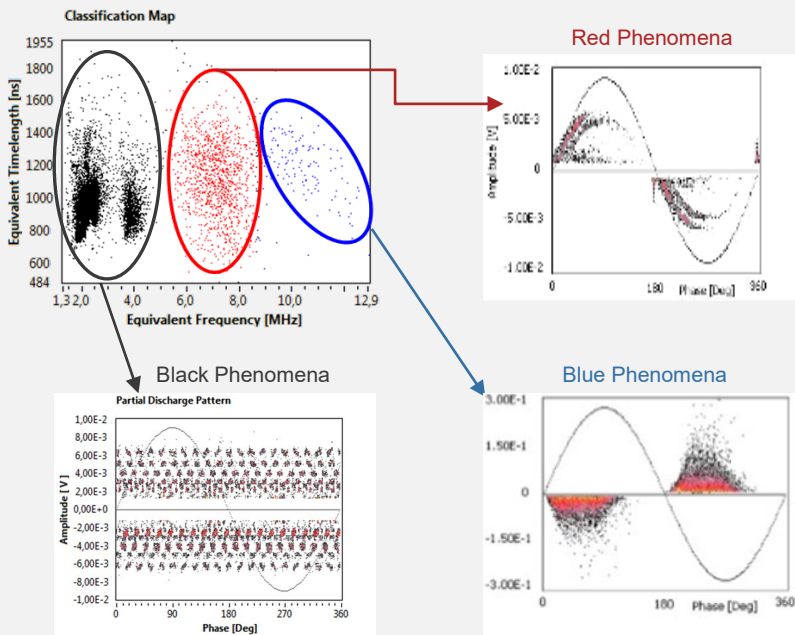 Classification Map
Equivalent Timelength [ns]
1955
1800
1600
1400
1200
1000
800
600
484
1,3 2,0 4,0 6,0 8,0 10,0 12,9
Equivalent Frequency [MHz]
Red Phenomena
Amplitude [V]
1.00E-2
5.00E-3
0
-5.00E-3
-1.00E-2
0 180 Phase [Deg] 360
Black Phenomena
Partial Discharge Pattern
Amplitude [V]
1,00E-2
8,00E-3
6,00E-3
4,00E-3
2,00E-3
0,00E+0
-2,00E-3
-4,00E-3
-6,00E-3
-8,00E-3
-1,00E-2
0 90 180 270 360
Phase [Deg]
Blue Phenomena
3.00E-1
1.50E-1
0
-1.50E-1
-3.00E-1
0 180 Phase [Deg] 360